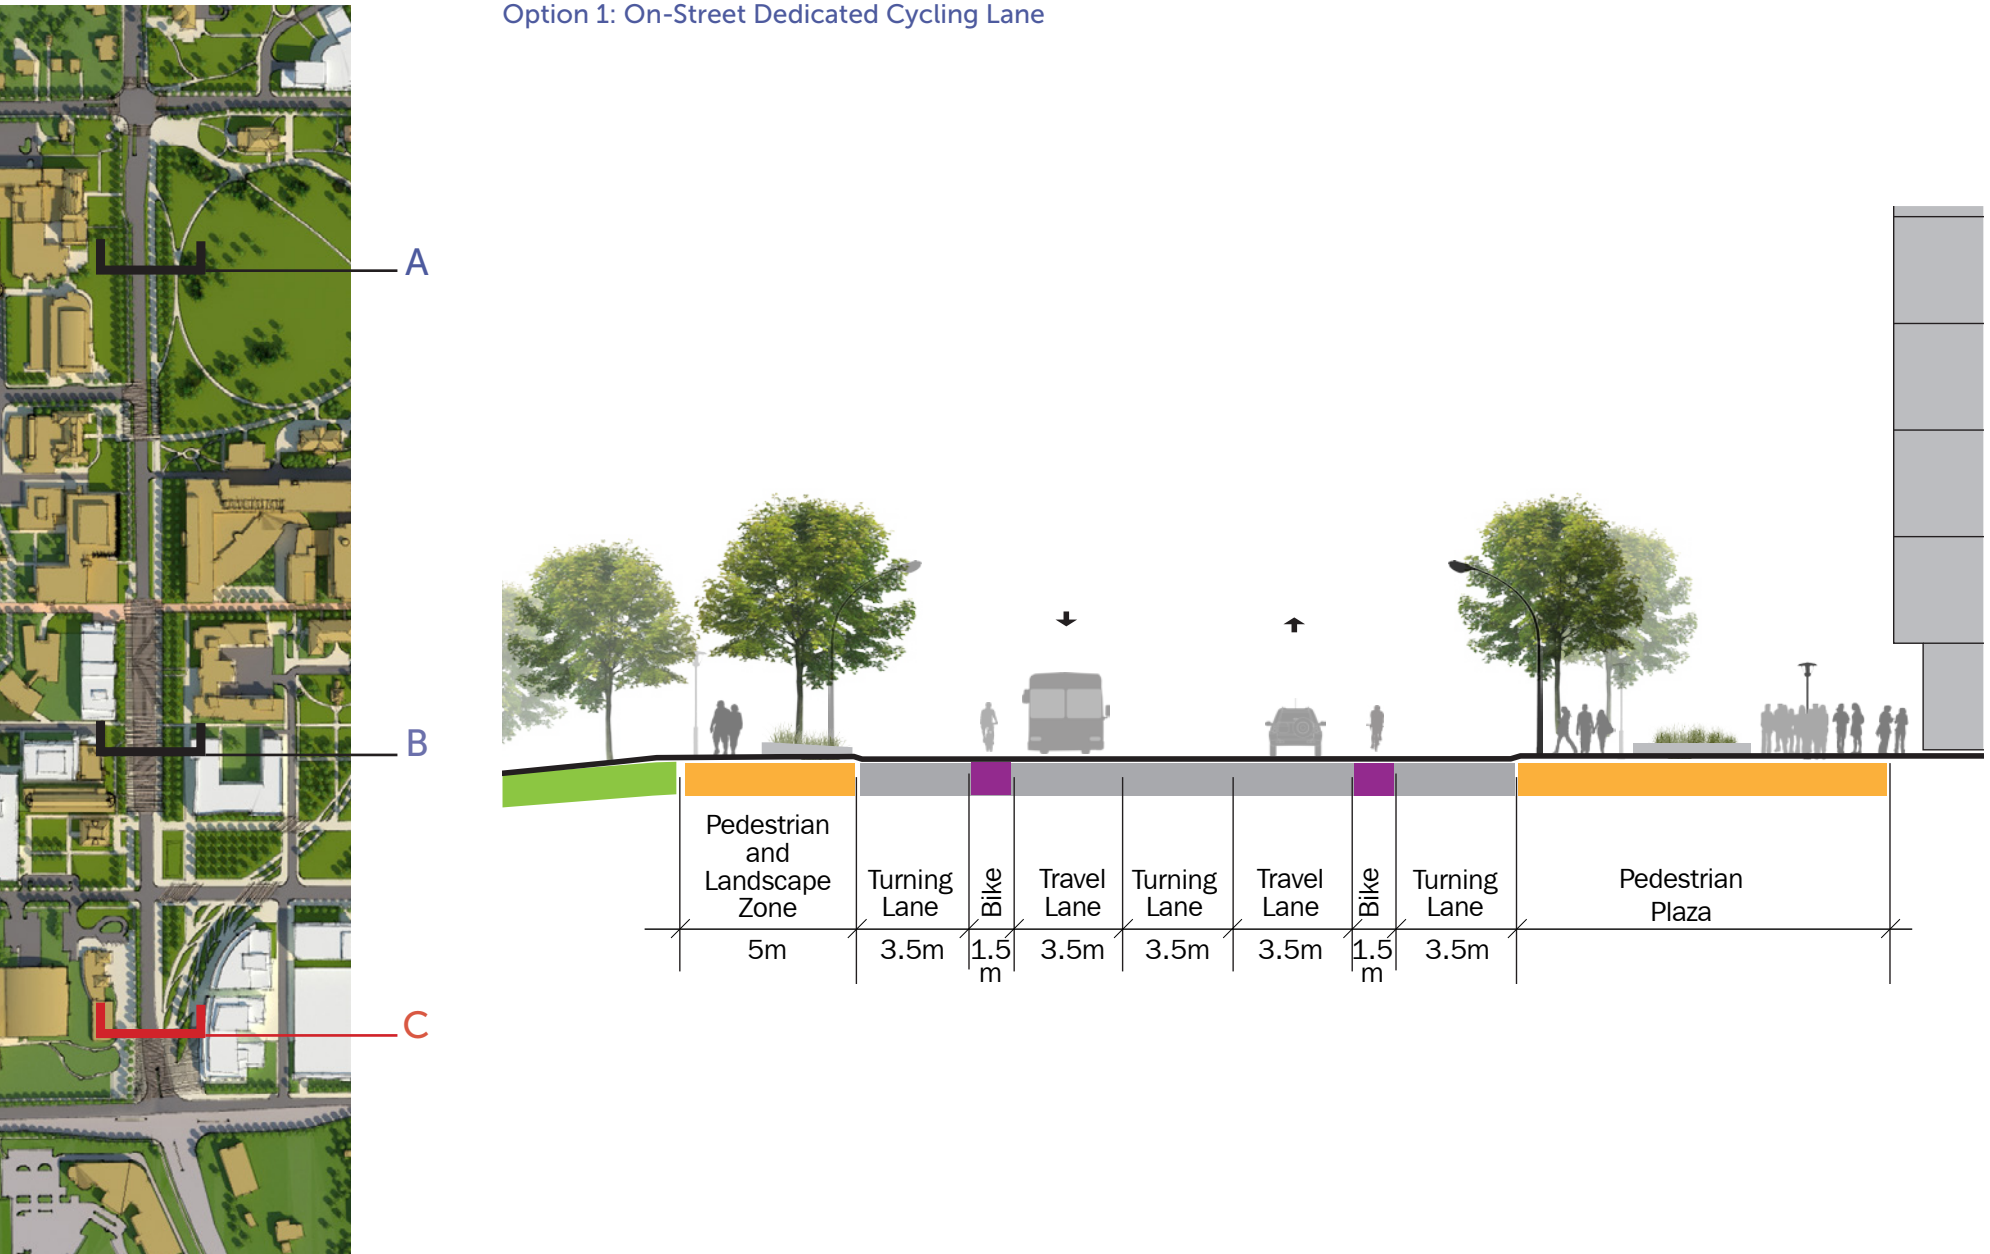 Option 1: On-Street Dedicated Cycling Lane
A
B
C
Pedestrian
and
Landscape
Zone
Turning
Lane
Bike
Travel
Lane
Turning
Lane
Travel
Lane
Bike
Turning
Lane
Pedestrian
Plaza
5m
3.5m
1.5
m
3.5m
3.5m
3.5m
1.5
m
3.5m